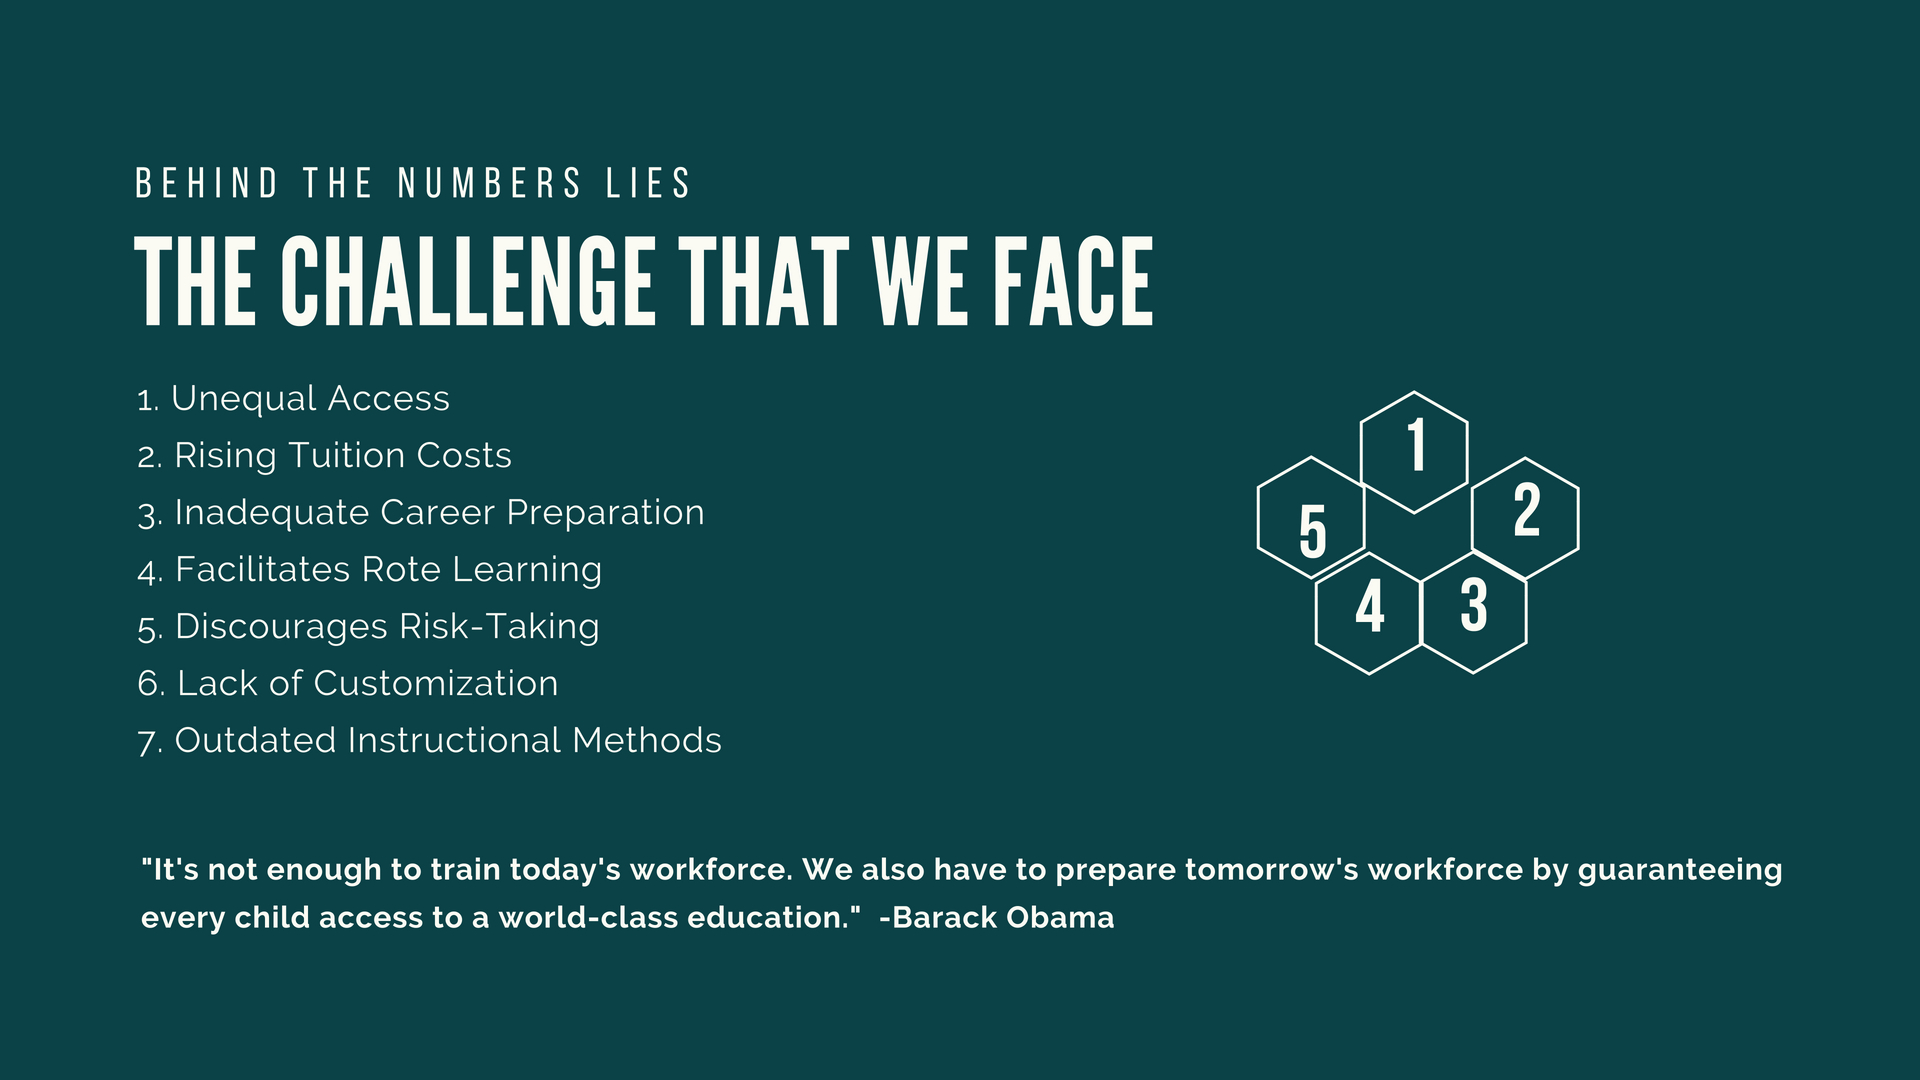 BEHIND THE NUMBERS LIES
THE CHALLENGE THAT WE FACE
1. Unequal Access
2. Rising Tuition Costs
3. Inadequate Career Preparation
4. Facilitates Rote Learning
5. Discourages Risk-Taking
6. Lack of Customization
7. Outdated Instructional Methods
1
2
3
4
5
"It's not enough to train today's workforce. We also have to prepare tomorrow's workforce by guaranteeing
every child access to a world-class education."  -Barack Obama